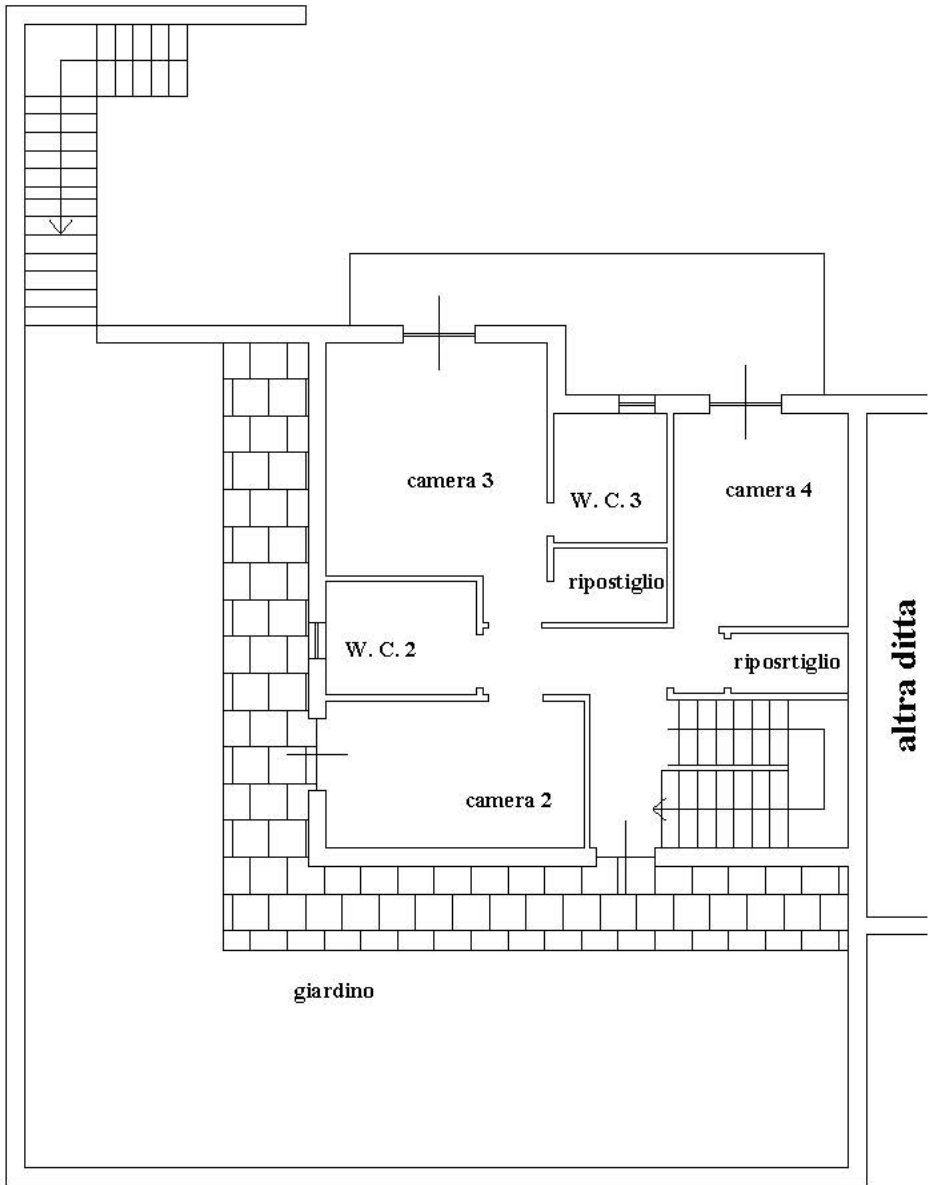 camera 3
W. C. 3
camera 4
ripostiglio
W. C. 2
riposrtiglio
altra ditta
camera 2
giardino